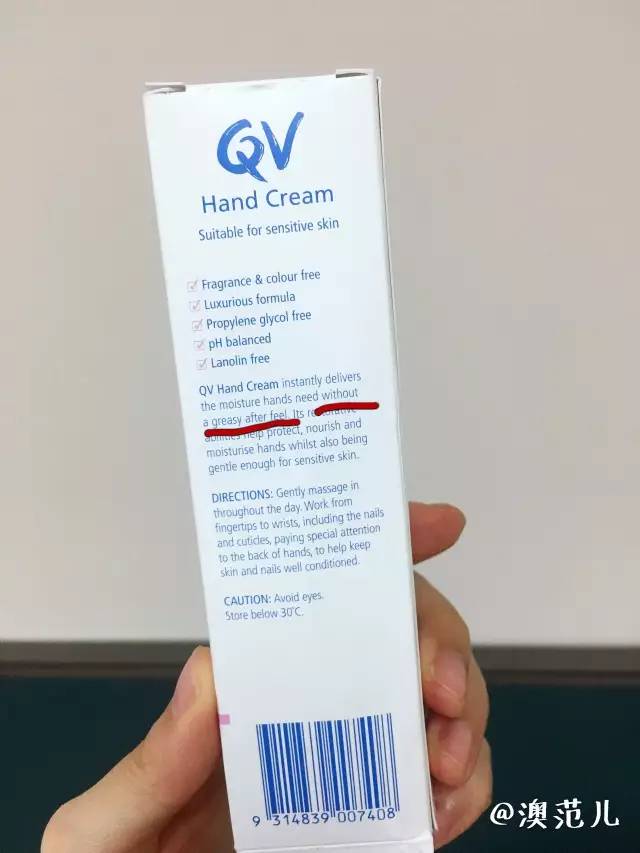 QV
Hand Cream
Suitable for sensitive skin
Fragrance & colour free
Luxurious formula
Propylene glycol free
pH balanced
Lanolin free
QV Hand Cream instantly delivers
the moisture hands need without
a greasy after feel. Its restorative
abilities help protect, nourish and
moisturise hands whilst also being
gentle enough for sensitive skin.
DIRECTIONS: Gently massage in
throughout the day. Work from
fingertips to wrists, including the nails
and cuticles, paying special attention
to the back of hands, to help keep
skin and nails well conditioned.
CAUTION: Avoid eyes.
Store below 30°C.
9 314839 007408
@澳范儿